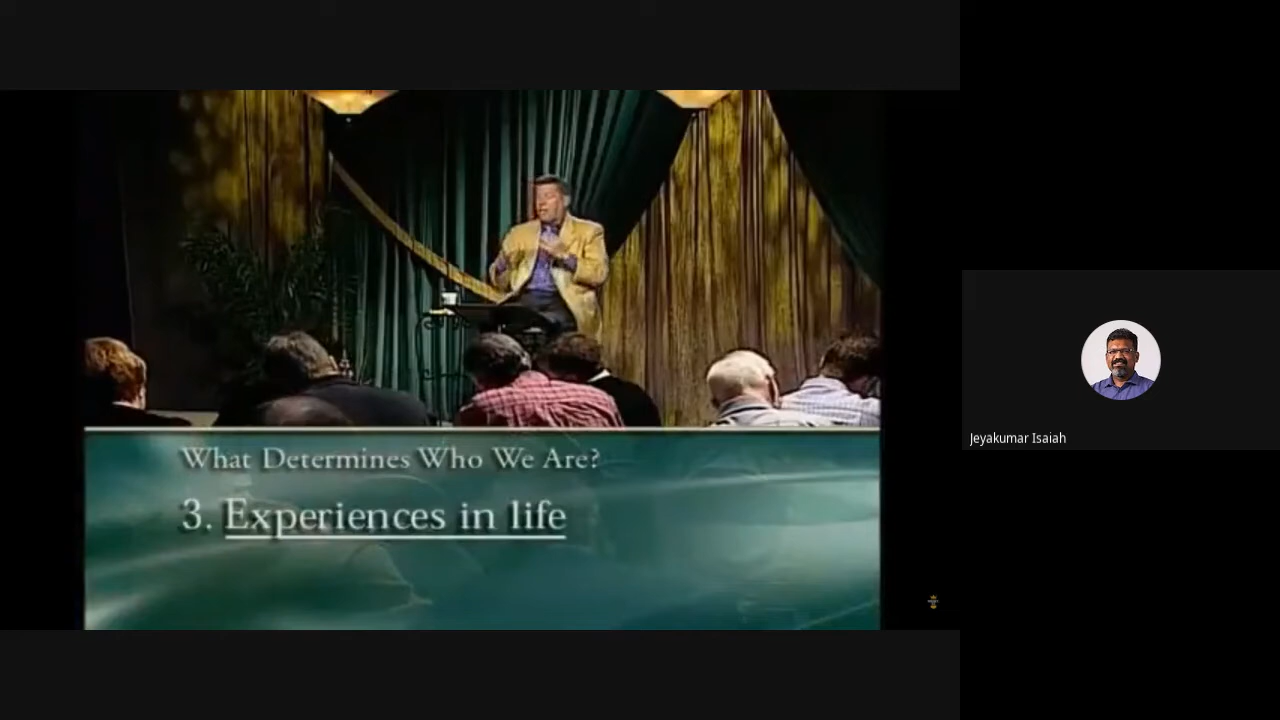 What Determines Who We Are?
3. Experiences in life
Jeyakumar Isaiah